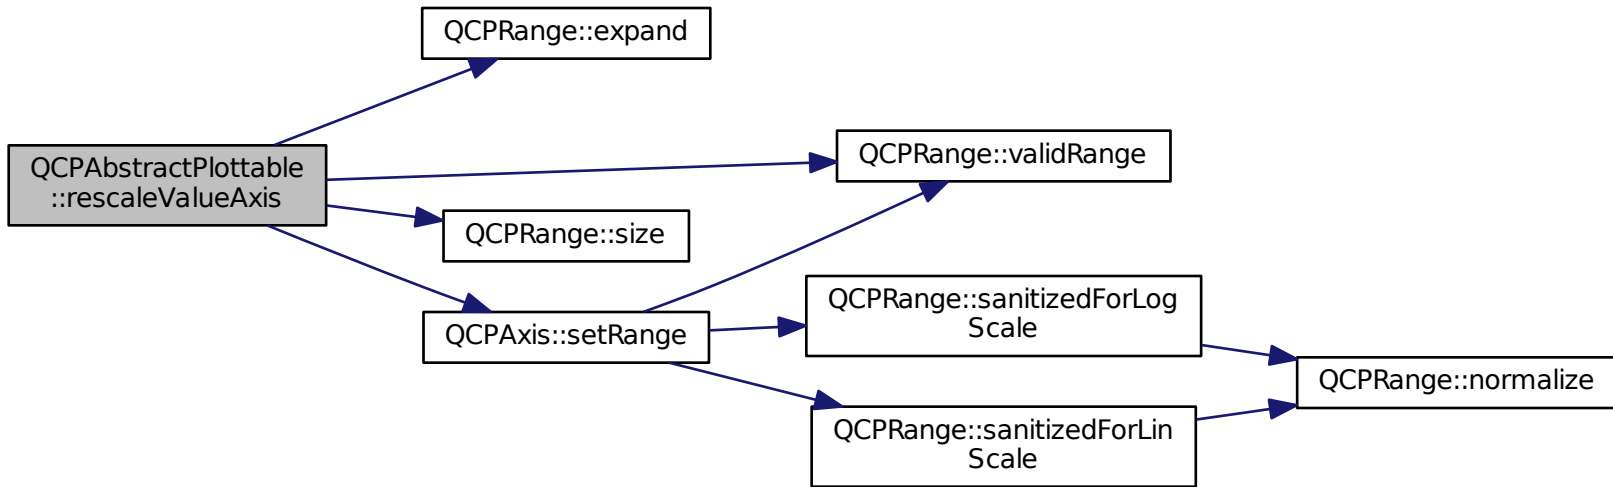 QCPRange::expand
QCPAbstractPlottable
::rescaleValueAxis
QCPRange::validRange
QCPRange::size
QCPAxis::setRange
QCPRange::sanitizedForLog
Scale
QCPRange::normalize
QCPRange::sanitizedForLin
Scale